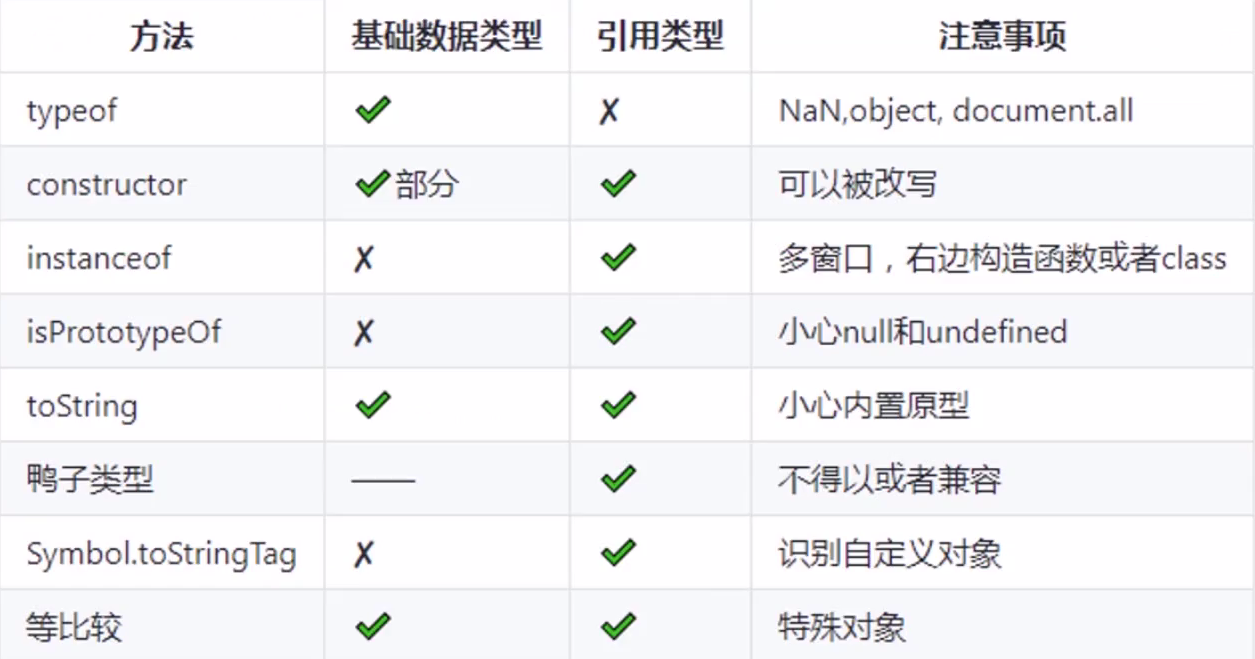 方法 基础数据类型 引用类型 注意事项
typeof ✔ ✗ NaN,object, document.all
constructor ✔部分 ✔ 可以被改写
instanceof ✗ ✔ 多窗口，右边构造函数或者class
isPrototypeOf ✗ ✔ 小心null和undefined
toString ✔ ✔ 小心内置原型
鸭子类型 —— ✔ 不得以或者兼容
Symbol.toStringTag ✗ ✔ 识别自定义对象
等比较 ✔ ✔ 特殊对象